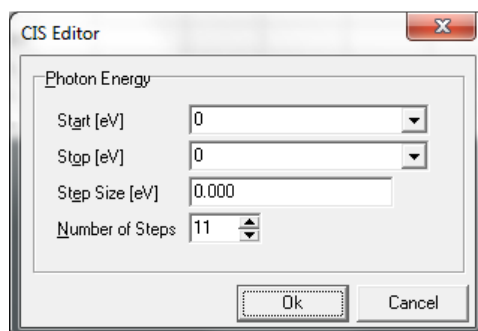 CIS Editor
Photon Energy
Start [eV] 0
Stop [eV] 0
Step Size [eV] 0.000
Number of Steps 11
Ok Cancel